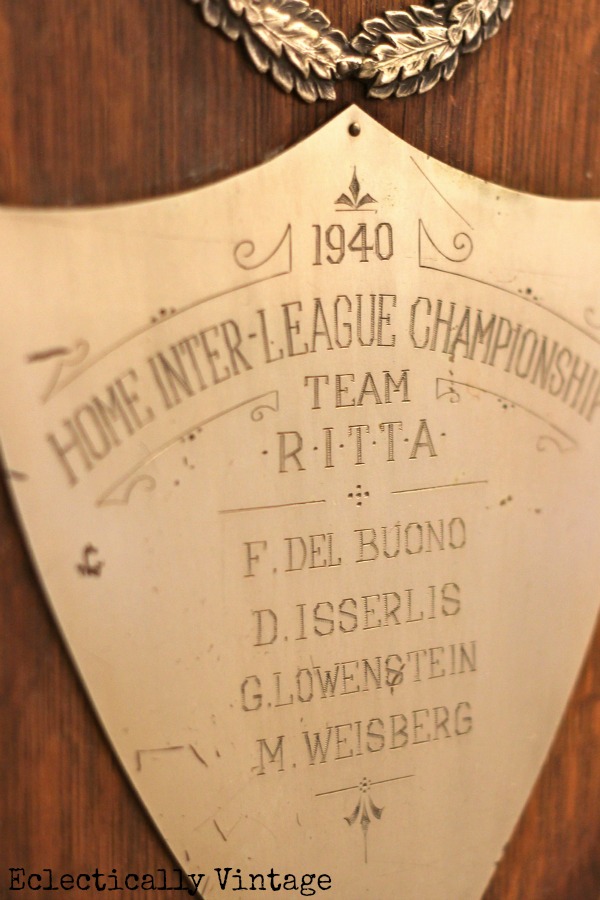 1940
HOME INTER-LEAGUE CHAMPIONSHIP
TEAM
·R·I·T·T·A·
F. DEL BUONO
D. ISSERLIS
G. LOWENSTEIN
M. WEISBERG
Eclectically Vintage